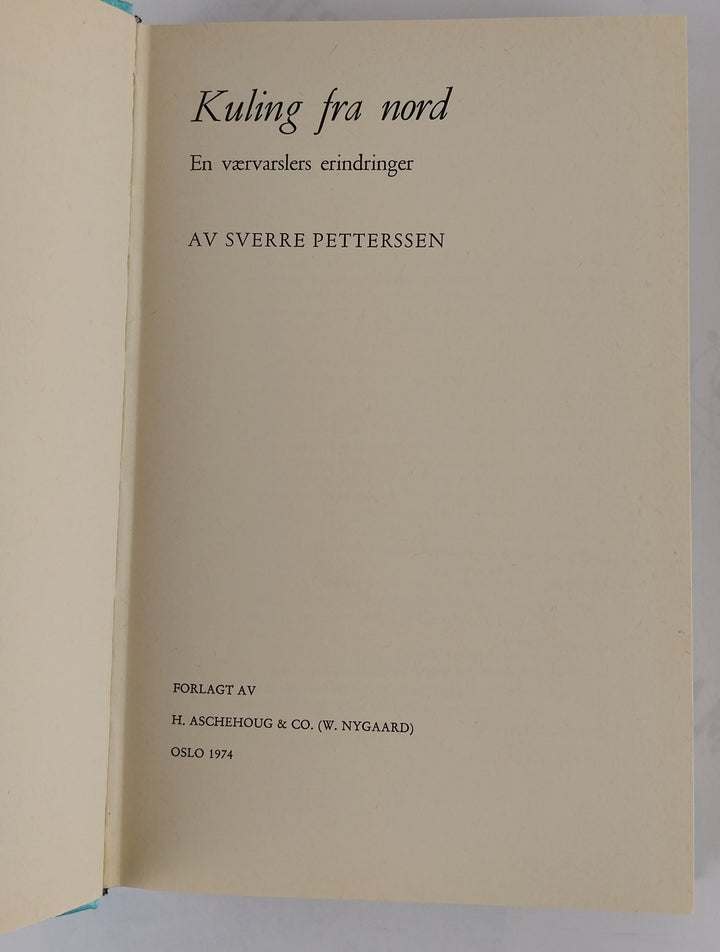 Kuling fra nord
En værvarslers erindringer
AV SVERRE PETTERSSEN
FORLAGT AV
H. ASCHEHOUG & CO. (W. NYGAARD)
OSLO 1974